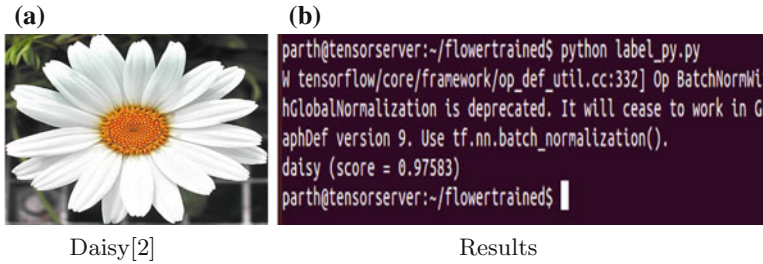 (a)
(b)
parth@tensorserver:~/flowertrained$ python label_py.py
W tensorflow/core/framework/op_def_util.cc:332] Op BatchNormWi
hGlobalNormalization is deprecated. It will cease to work in G
aphDef version 9. Use tf.nn.batch_normalization().
daisy (score = 0.97583)
parth@tensorserver:~/flowertrained$
Daisy[2]
Results